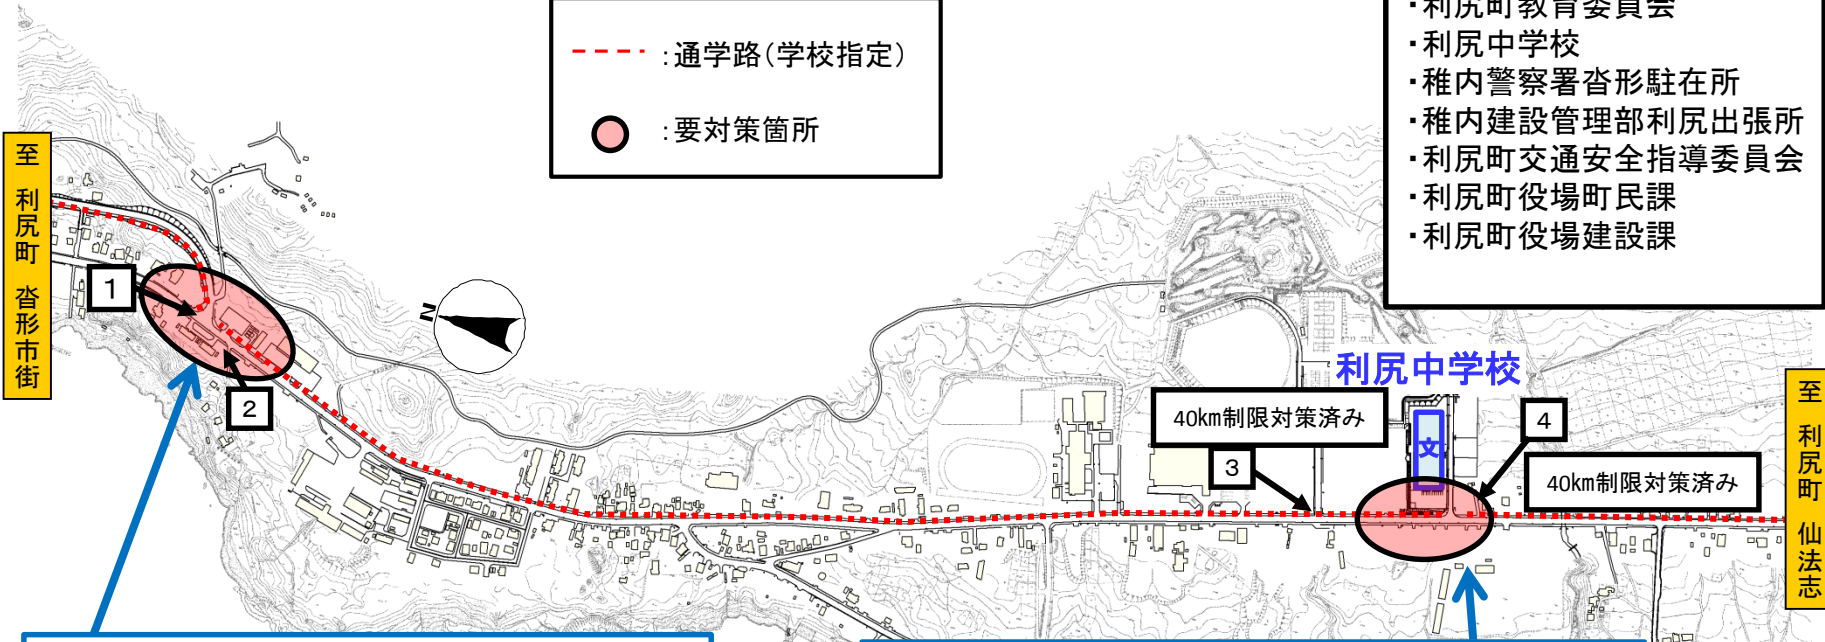 :通学路(学校指定)
:要対策箇所
・利尻町教育委員会
・利尻中学校
・稚内警察署沓形駐在所
・稚内建設管理部利尻出張所
・利尻町交通安全指導委員会
・利尻町役場町民課
・利尻町役場建設課
至 利尻町 沓形市街
1
2
N
利尻中学校
40km制限対策済み
3
文
4
40km制限対策済み
至 利尻町 仙法志